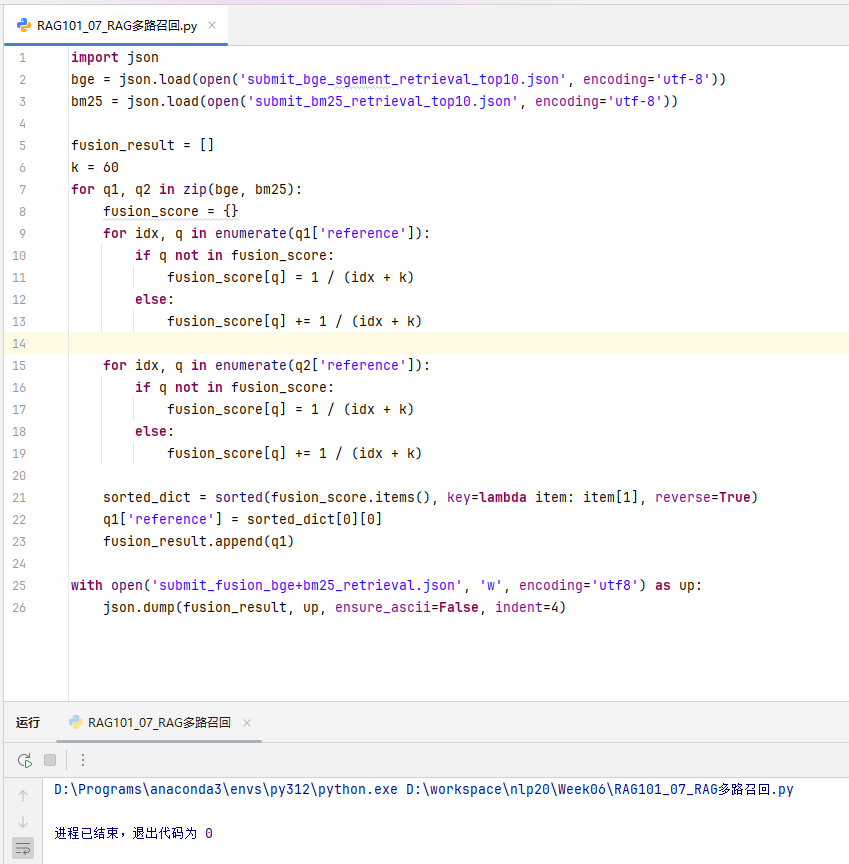 RAG101_07_RAG多路召回.py ×
1 import json
2 bge = json.load(open('submit_bge_sgement_retrieval_top10.json', encoding='utf-8'))
3 bm25 = json.load(open('submit_bm25_retrieval_top10.json', encoding='utf-8'))
4
5 fusion_result = []
6 k = 60
7 for q1, q2 in zip(bge, bm25):
8     fusion_score = {}
9     for idx, q in enumerate(q1['reference']):
10         if q not in fusion_score:
11             fusion_score[q] = 1 / (idx + k)
12         else:
13             fusion_score[q] += 1 / (idx + k)
14
15     for idx, q in enumerate(q2['reference']):
16         if q not in fusion_score:
17             fusion_score[q] = 1 / (idx + k)
18         else:
19             fusion_score[q] += 1 / (idx + k)
20
21     sorted_dict = sorted(fusion_score.items(), key=lambda item: item[1], reverse=True)
22     q1['reference'] = sorted_dict[0][0]
23     fusion_result.append(q1)
24
25 with open('submit_fusion_bge+bm25_retrieval.json', 'w', encoding='utf8') as up:
26     json.dump(fusion_result, up, ensure_ascii=False, indent=4)
运行 RAG101_07_RAG多路召回 ×
D:\Programs\anaconda3\envs\py312\python.exe D:\workspace\nlp20\Week06\RAG101_07_RAG多路召回.py
进程已结束，退出代码为 0